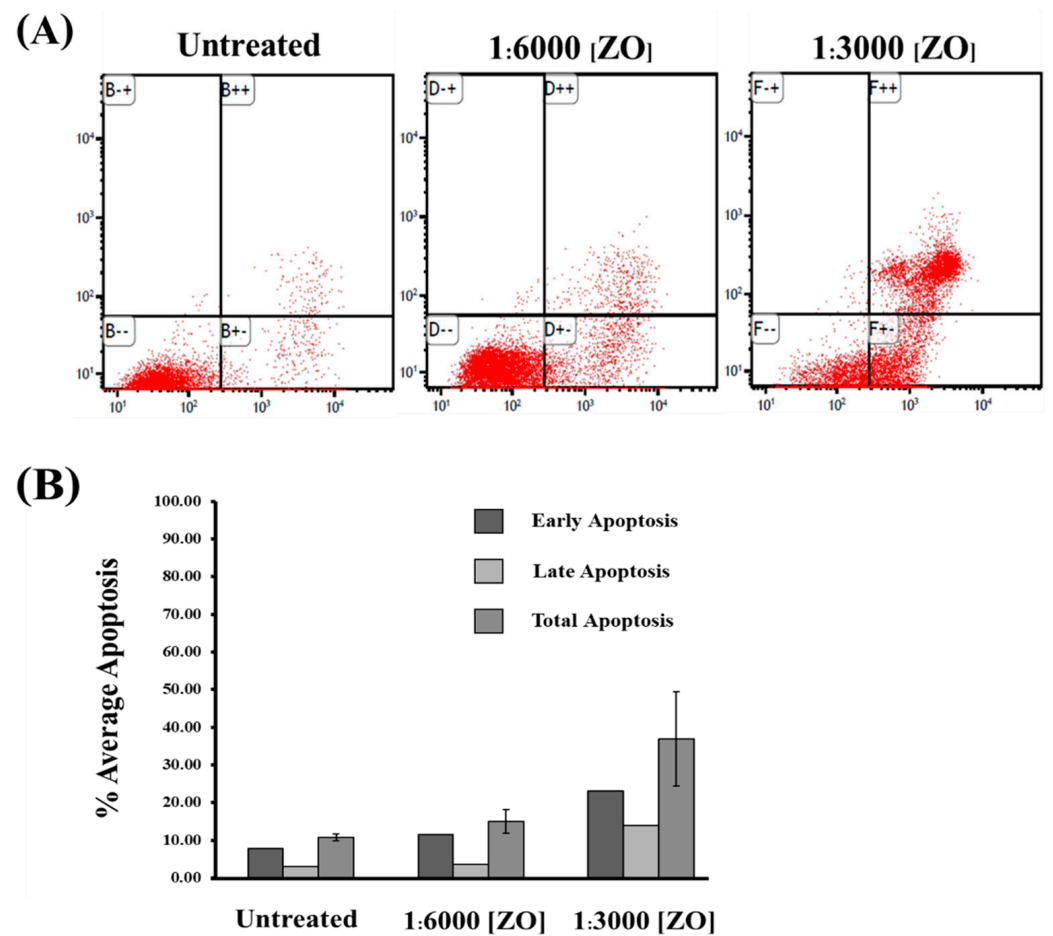 (A)
Untreated
1:6000 [ZO]
1:3000 [ZO]
B-+
B++
D-+
D++
F-+
F++
10⁴
10⁴
10⁴
10³
10³
10³
10²
10²
10²
B--
B+-
D--
D+-
F--
F+-
10¹
10¹
10¹
10¹ 10² 10³ 10⁴
10¹ 10² 10³ 10⁴
10¹ 10² 10³ 10⁴
(B)
% Average Apoptosis
100.00
90.00
80.00
70.00
60.00
50.00
40.00
30.00
20.00
10.00
0.00
Early Apoptosis
Late Apoptosis
Total Apoptosis
Untreated
1:6000 [ZO]
1:3000 [ZO]